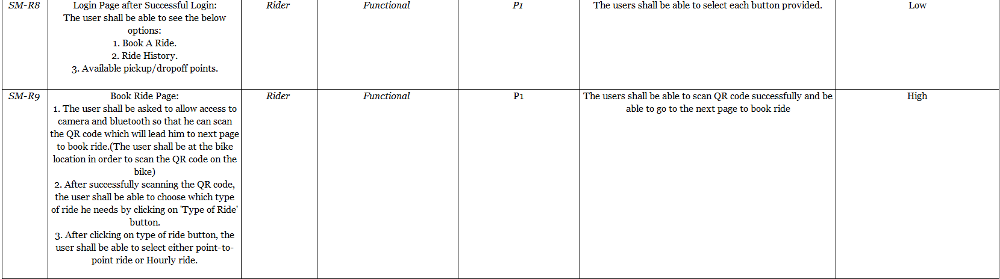 SM-R8
Login Page after Successful Login:
The user shall be able to see the below
options:
1. Book A Ride.
2. Ride History.
3. Available pickup/dropoff points.
Rider
Functional
P1
The users shall be able to select each button provided.
Low
SM-R9
Book Ride Page:
1. The user shall be asked to allow access to
camera and bluetooth so that he can scan
the QR code which will lead him to next page
to book ride.(The user shall be at the bike
location in order to scan the QR code on the
bike)
2. After successfully scanning the QR code,
the user shall be able to choose which type
of ride he needs by clicking on 'Type of Ride'
button.
3. After clicking on type of ride button, the
user shall be able to select either point-to-
point ride or Hourly ride.
Rider
Functional
P1
The users shall be able to scan QR code successfully and be
able to go to the next page to book ride
High